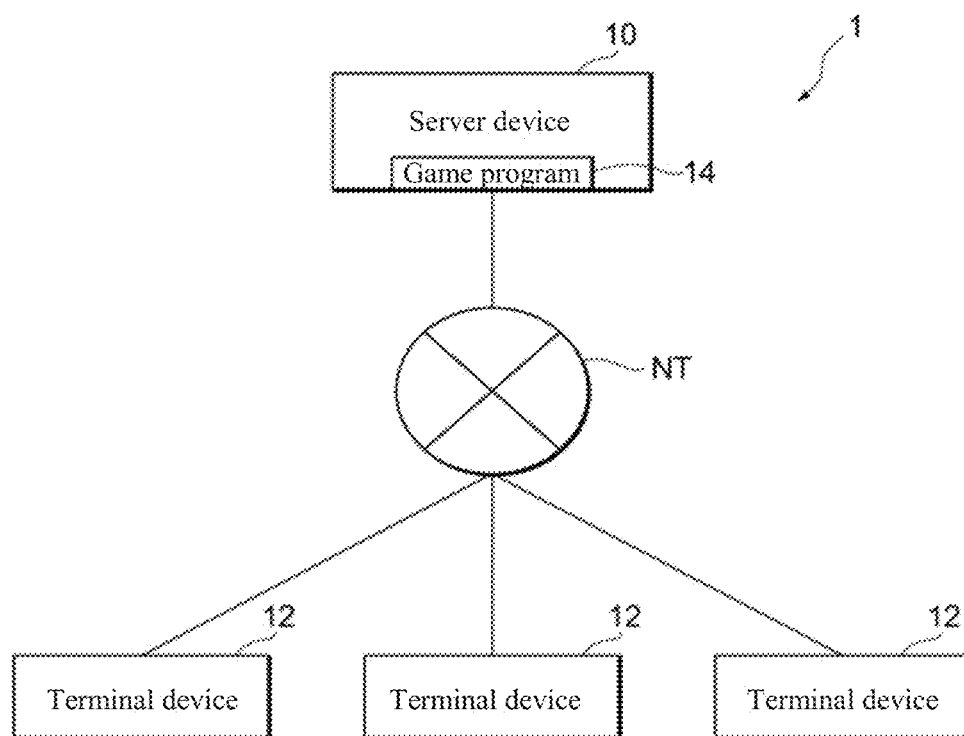 1
10
Server device
Game program
14
NT
12
12
12
Terminal device
Terminal device
Terminal device